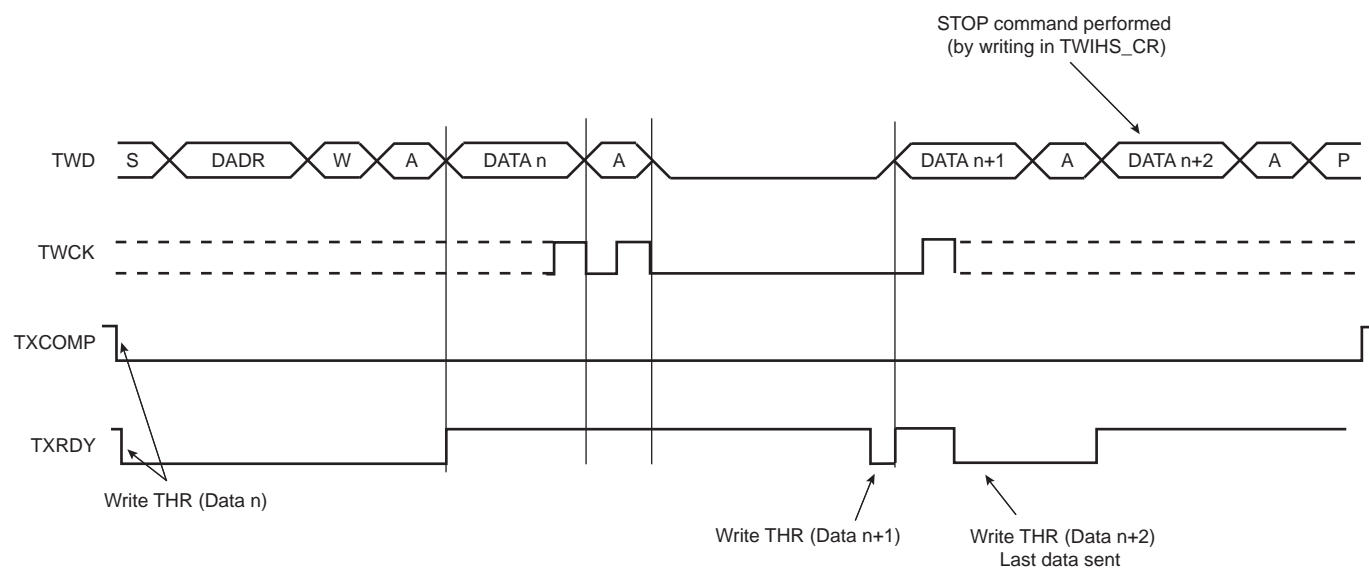 STOP command performed
(by writing in TWIHS_CR)
TWD S DADR W A DATA n A DATA n+1 A DATA n+2 A P
TWCK
TXCOMP
TXRDY
Write THR (Data n)
Write THR (Data n+1)
Write THR (Data n+2)
Last data sent